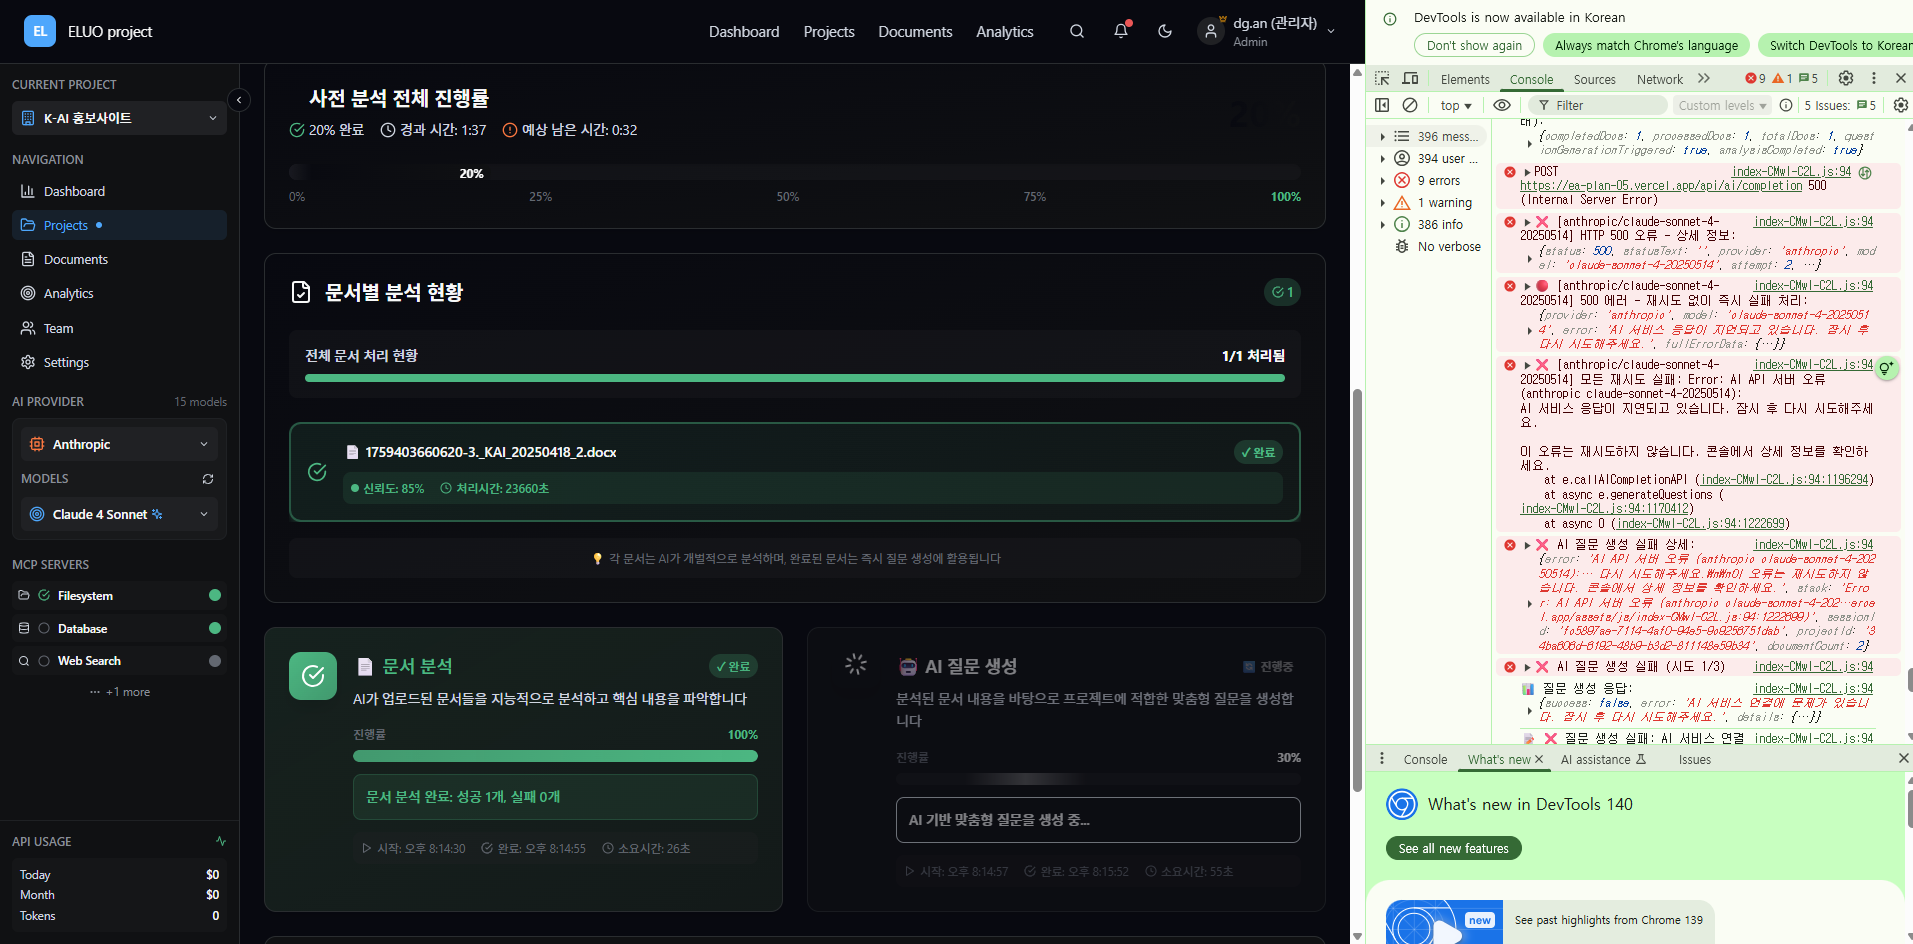 EL
ELUO project
Dashboard
Projects
Documents
Analytics
dg.an (관리자)
Admin
CURRENT PROJECT
K-AI 홍보사이트
NAVIGATION
Dashboard
Projects
Documents
Analytics
Team
Settings
AI PROVIDER
15 models
Anthropic
MODELS
Claude 4 Sonnet
MCP SERVERS
Filesystem
Database
Web Search
··· +1 more
API USAGE
Today $0
Month $0
Tokens 0
사전 분석 전체 진행률
20% 완료
경과 시간: 1:37
예상 남은 시간: 0:32
20%
0%
25%
50%
75%
100%
문서별 분석 현황
1
전체 문서 처리 현황
1/1 처리됨
1759403660620-3._KAI_20250418_2.docx
✓ 완료
신뢰도: 85%
처리시간: 23660초
각 문서는 AI가 개별적으로 분석하며, 완료된 문서는 즉시 질문 생성에 활용됩니다
문서 분석
✓ 완료
AI가 업로드된 문서들을 지능적으로 분석하고 핵심 내용을 파악합니다
진행률
100%
문서 분석 완료: 성공 1개, 실패 0개
시작: 오후 8:14:30
완료: 오후 8:14:55
소요시간: 26초
AI 질문 생성
진행중
분석된 문서 내용을 바탕으로 프로젝트에 적합한 맞춤형 질문을 생성합
니다
진행률
30%
AI 기반 맞춤형 질문을 생성 중...
시작: 오후 8:14:57
완료: 오후 8:15:52
소요시간: 55초
DevTools is now available in Korean
Don't show again
Always match Chrome's language
Switch DevTools to Korean
Elements
Console
Sources
Network
9
1
5
top
Filter
Custom levels
5 Issues:
5
396 mess...
394 user ...
9 errors
1 warning
386 info
No verbose
태):
{completedDocs: 1, processedDocs: 1, totalDocs: 1, quest
ionGenerationTriggered: true, analysisCompleted: true}
POST index-CMwl-C2L.js:94
https://ea-plan-05.vercel.app/api/ai/completion 500
(Internal Server Error)
❌ [anthropic/claude-sonnet-4- index-CMwl-C2L.js:94
20250514] HTTP 500 오류 - 상세 정보:
{status: 500, statusText: '', provider: 'anthropic', mod
el: 'claude-sonnet-4-20250514', attempt: 2, …}
[anthropic/claude-sonnet-4- index-CMwl-C2L.js:94
20250514] 500 에러 - 재시도 없이 즉시 실패 처리:
{provider: 'anthropic', model: 'claude-sonnet-4-2025051
4', error: 'AI 서비스 응답이 지연되고 있습니다. 잠시 후
다시 시도해주세요.', fullErrorData: {…}}
❌ [anthropic/claude-sonnet-4- index-CMwl-C2L.js:94
20250514] 모든 재시도 실패: Error: AI API 서버 오류
(anthropic claude-sonnet-4-20250514):
AI 서비스 응답이 지연되고 있습니다. 잠시 후 다시 시도해주세
요.
이 오류는 재시도하지 않습니다. 콘솔에서 상세 정보를 확인하
세요.
at e.callAICompletionAPI (index-CMwl-C2L.js:94:1196294)
at async e.generateQuestions (
index-CMwl-C2L.js:94:1170412)
at async O (index-CMwl-C2L.js:94:1222699)
❌ AI 질문 생성 실패 상세: index-CMwl-C2L.js:94
{error: 'AI API 서버 오류 (anthropic claude-sonnet-4-202
50514):… 다시 시도해주세요.\n\n이 오류는 재시도하지 않
습니다. 콘솔에서 상세 정보를 확인하세요.', stack: 'Erro
r: AI API 서버 오류 (anthropic claude-sonnet-4-202…erce
l.app/assets/js/index-CMwl-C2L.js:94:1222699)', sessionI
❌ AI 질문 생성 실패 (시도 1/3) index-CMwl-C2L.js:94
질문 생성 응답: index-CMwl-C2L.js:94
{success: false, error: 'AI 서비스 연결에 문제가 있습니
다. 잠시 후 다시 시도해주세요.', details: {…}}
❌ 질문 생성 실패: AI 서비스 연결 index-CMwl-C2L.js:94
Console
What's new
AI assistance
Issues
What's new in DevTools 140
See all new features
new
See past highlights from Chrome 139